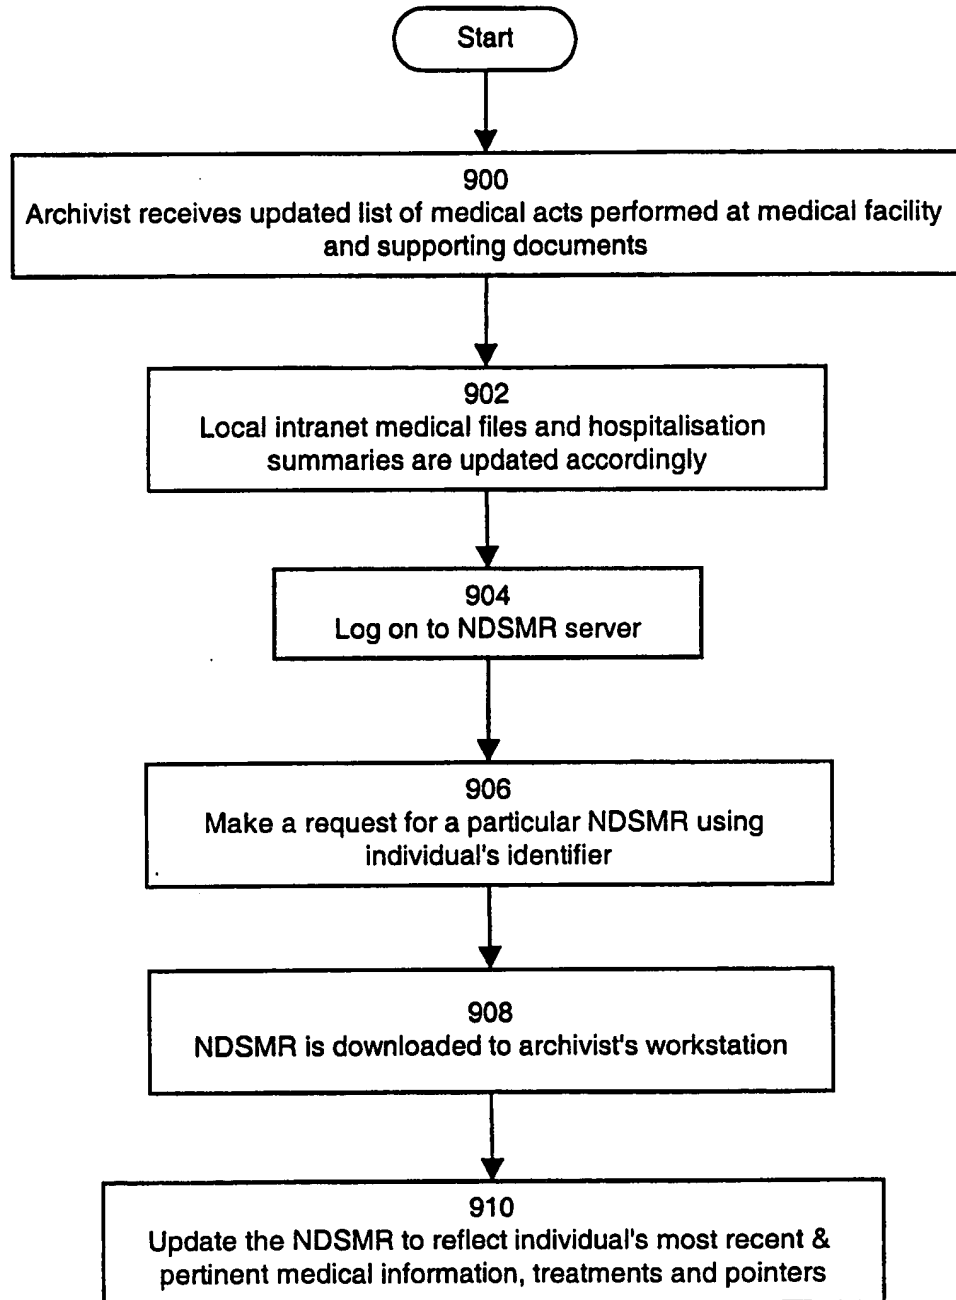 Start
900
Archivist receives updated list of medical acts performed at medical facility
and supporting documents
902
Local intranet medical files and hospitalisation
summaries are updated accordingly
904
Log on to NDSMR server
906
Make a request for a particular NDSMR using
individual's identifier
908
NDSMR is downloaded to archivist's workstation
910
Update the NDSMR to reflect individual's most recent &
pertinent medical information, treatments and pointers